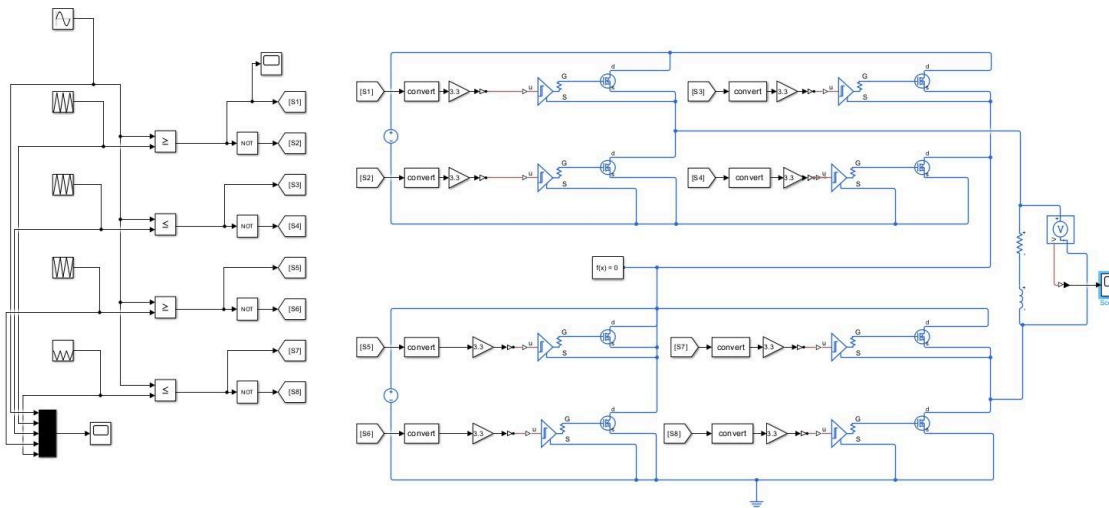 [S1]
≥
NOT
[S2]
[S3]
≤
NOT
[S4]
[S5]
≥
NOT
[S6]
[S7]
≤
NOT
[S8]
[S1] convert 3.3 u G S d s
[S3] convert 3.3 u G S d s
[S2] convert 3.3 u G S d s
[S4] convert 3.3 u G S d s
V
f(x) = 0
[S5] convert 3.3 u G S d s
[S7] convert 3.3 u G S d s
[S6] convert 3.3 u G S d s
[S8] convert 3.3 u G S d s